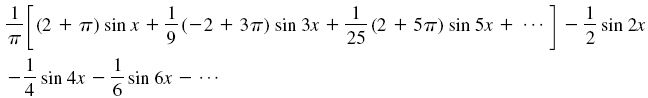 1/π [ (2 + π) sin x + 1/9 (−2 + 3π) sin 3x + 1/25 (2 + 5π) sin 5x + ⋯ ] − 1/2 sin 2x
− 1/4 sin 4x − 1/6 sin 6x − ⋯